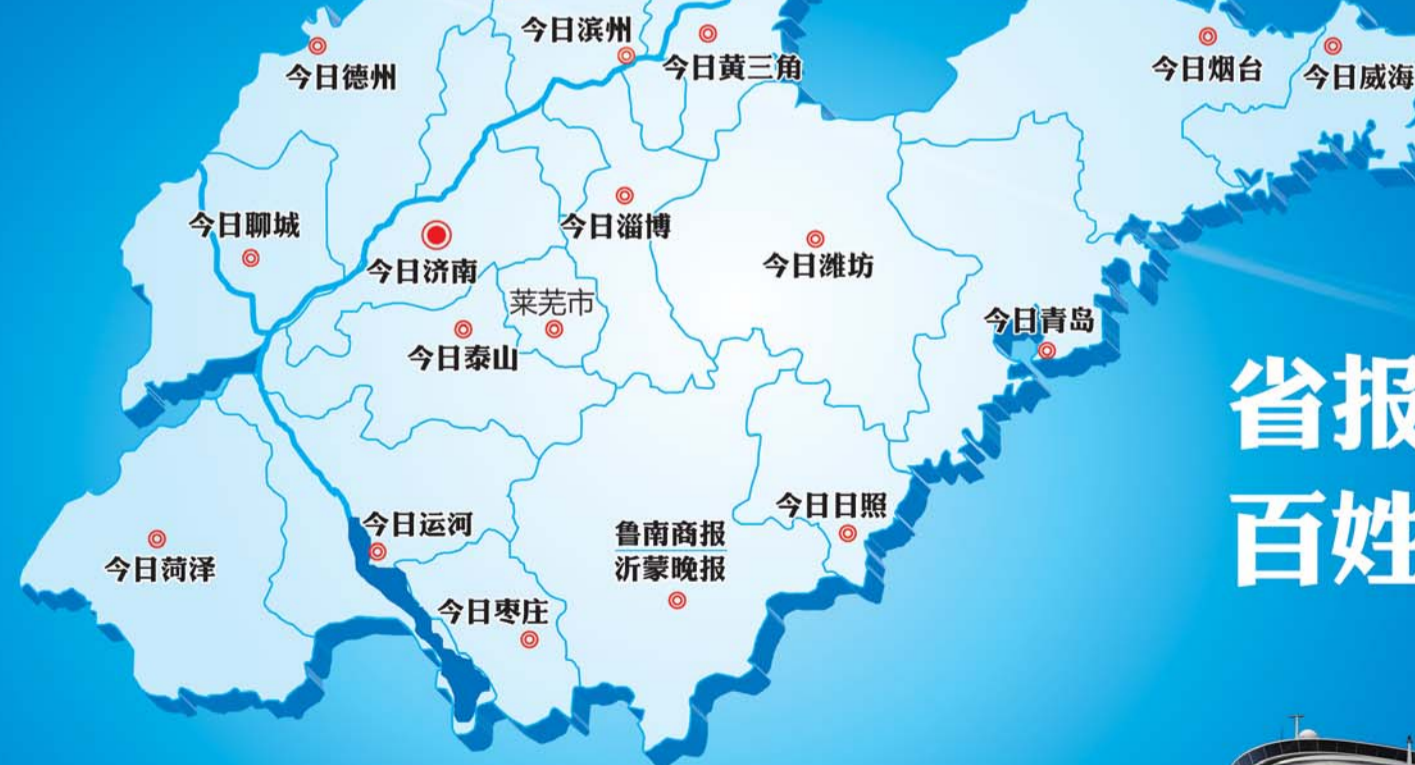 今日滨州
今日德州
今日黄三角
今日烟台
今日威海
今日聊城
今日淄博
今日济南
今日潍坊
莱芜市
今日泰山
今日青岛
省报
百姓
今日日照
今日运河
鲁南商报
沂蒙晚报
今日菏泽
今日枣庄